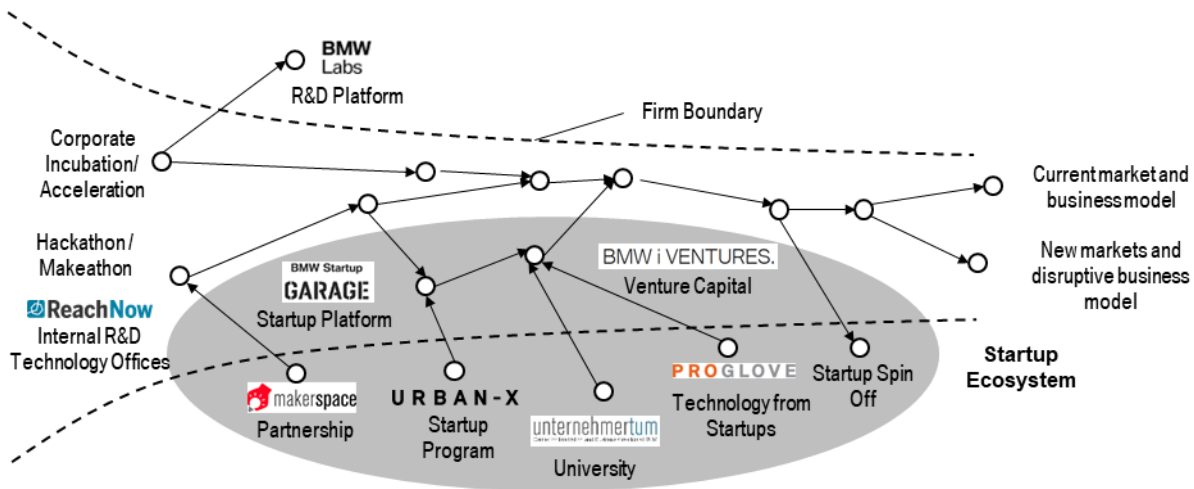 BMW
Labs
R&D Platform
Firm Boundary
Corporate
Incubation/
Acceleration
Current market and
business model
Hackathon /
Makeathon
BMW Startup
GARAGE
Startup Platform
BMW i VENTURES.
Venture Capital
New markets and
disruptive business
model
ReachNow
Internal R&D
Technology Offices
makerspace
Partnership
URBAN-X
Startup
Program
unternehmertum
University
PROGLOVE
Technology from
Startups
Startup Spin
Off
Startup
Ecosystem